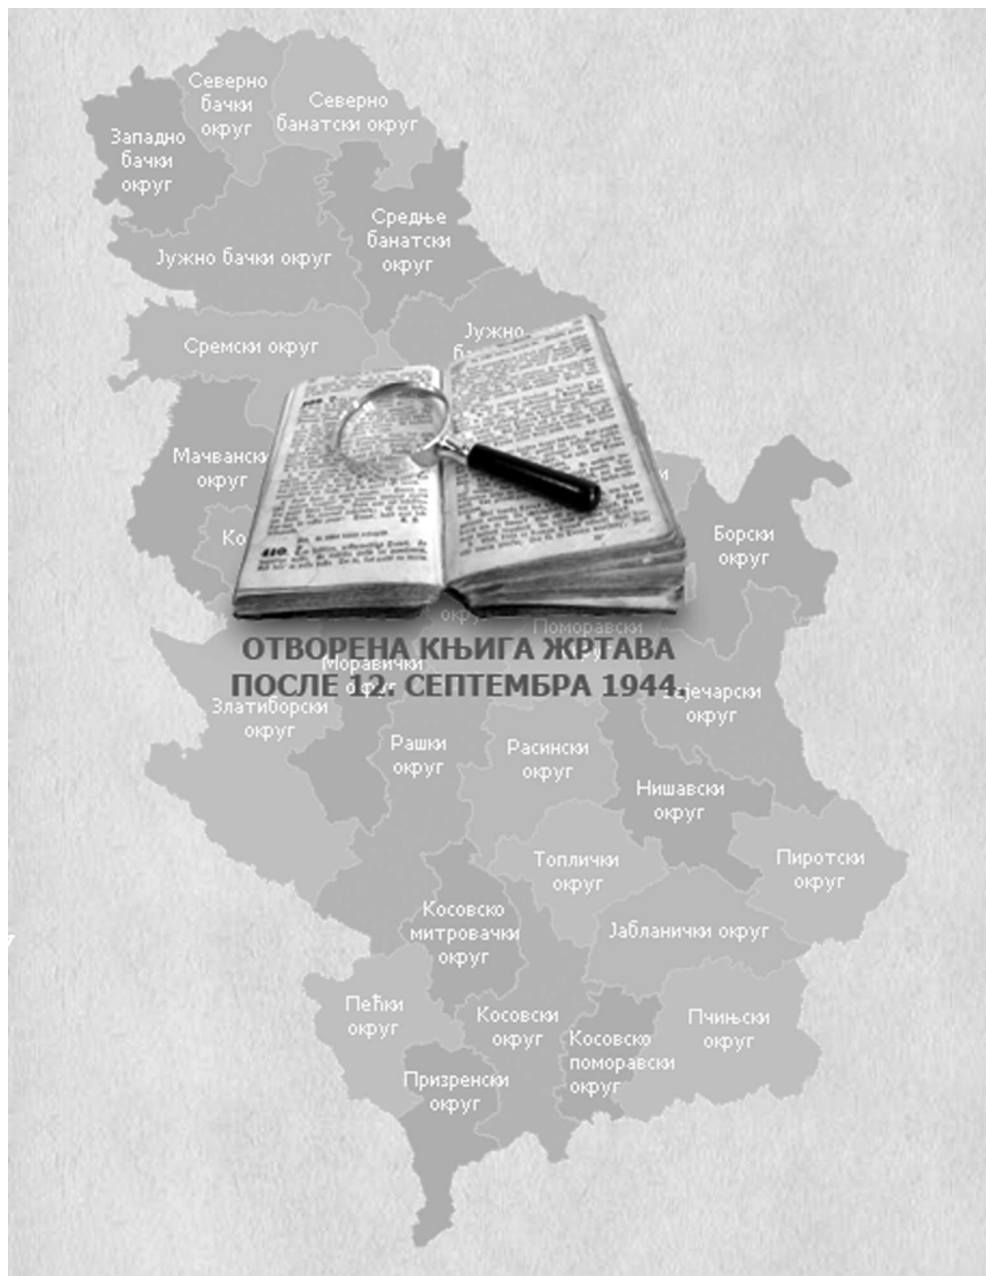 Северно
бачки
округ
Северно
банатски округ
Западно
бачки
округ
Средње
банатски
округ
Јужно бачки округ
Јужно
Сремски округ
Мачвански
округ
Борски
округ
Поморавски
ОТВОРЕНА КЊИГА ЖРТАВА
ПОСЛЕ 12. СЕПТЕМБРА 1944.
Моравички
округ
Златиборски
округ
Зајечарски
округ
Рашки
округ
Расински
округ
Нишавски
округ
Топлички
округ
Пиротски
округ
Косовско
митровачки
округ
Јабланички округ
Пећки
округ
Косовски
округ
Косовско
поморавски
округ
Пчињски
округ
Призренски
округ